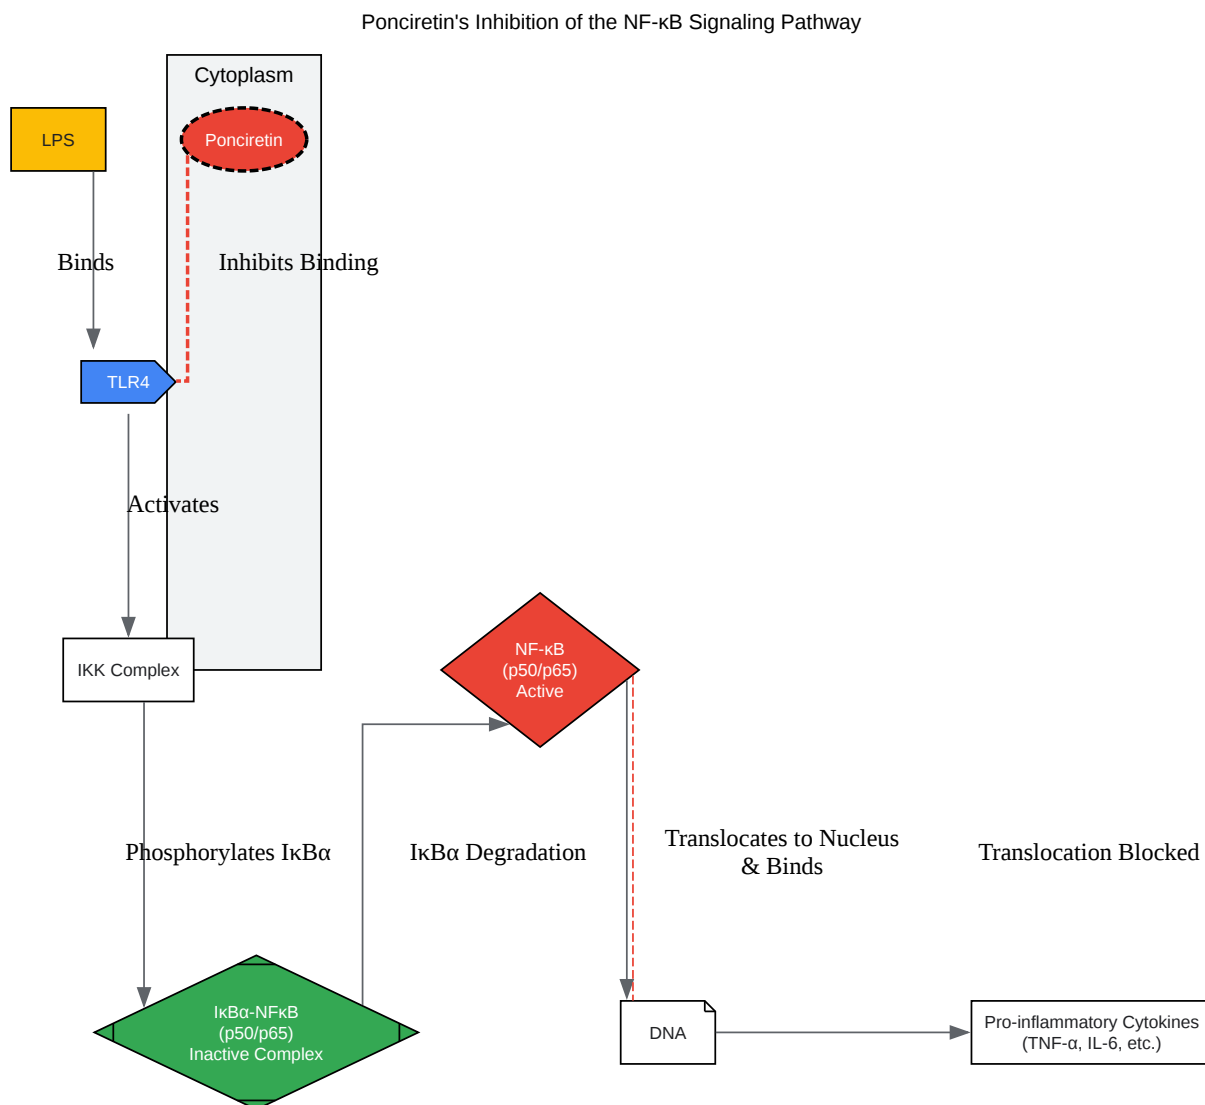 Ponciretin's Inhibition of the NF-κB Signaling Pathway
Cytoplasm
LPS
Ponciretin
Binds
Inhibits Binding
TLR4
Activates
IKK Complex
NF-κB
(p50/p65)
Active
Phosphorylates IκBα
IκBα Degradation
Translocates to Nucleus
& Binds
Translocation Blocked
IκBα-NFκB
(p50/p65)
Inactive Complex
DNA
Pro-inflammatory Cytokines
(TNF-α, IL-6, etc.)